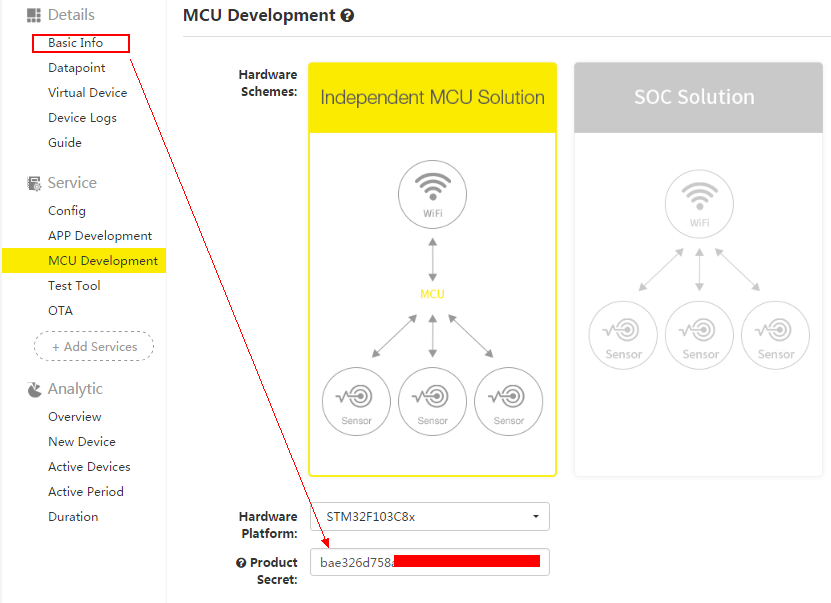 Details
Basic Info
Datapoint
Virtual Device
Device Logs
Guide
Service
Config
APP Development
MCU Development
Test Tool
OTA
+ Add Services
Analytic
Overview
New Device
Active Devices
Active Period
Duration
MCU Development ?
Hardware
Schemes:
Independent MCU Solution
WiFi
MCU
Sensor
Sensor
Sensor
SOC Solution
WiFi
Sensor
Sensor
Sensor
Hardware
Platform:
STM32F103C8x
? Product
Secret:
bae326d758